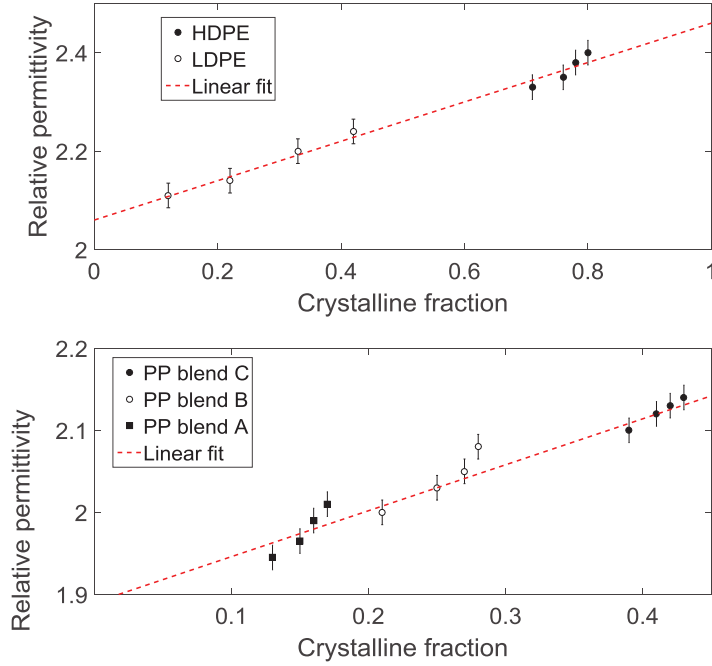 HDPE
LDPE
Linear fit
2.4
2.2
2
Relative permittivity
0 0.2 0.4 0.6 0.8 1
Crystalline fraction
PP blend C
PP blend B
PP blend A
Linear fit
2.2
2.1
2
1.9
Relative permittivity
0.1 0.2 0.3 0.4
Crystalline fraction